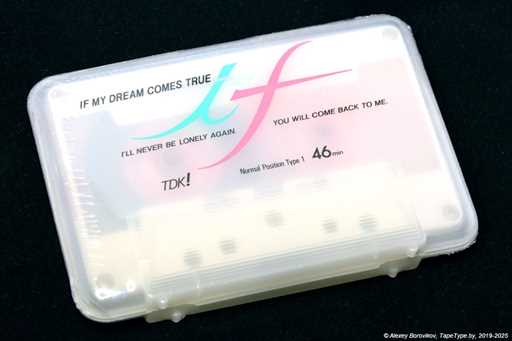 IF MY DREAM COMES TRUE
if
I'LL NEVER BE LONELY AGAIN.
YOU WILL COME BACK TO ME.
TDK!
Normal Position Type 1 46min
© Alexey Borovikov, TapeType.by, 2019-2025